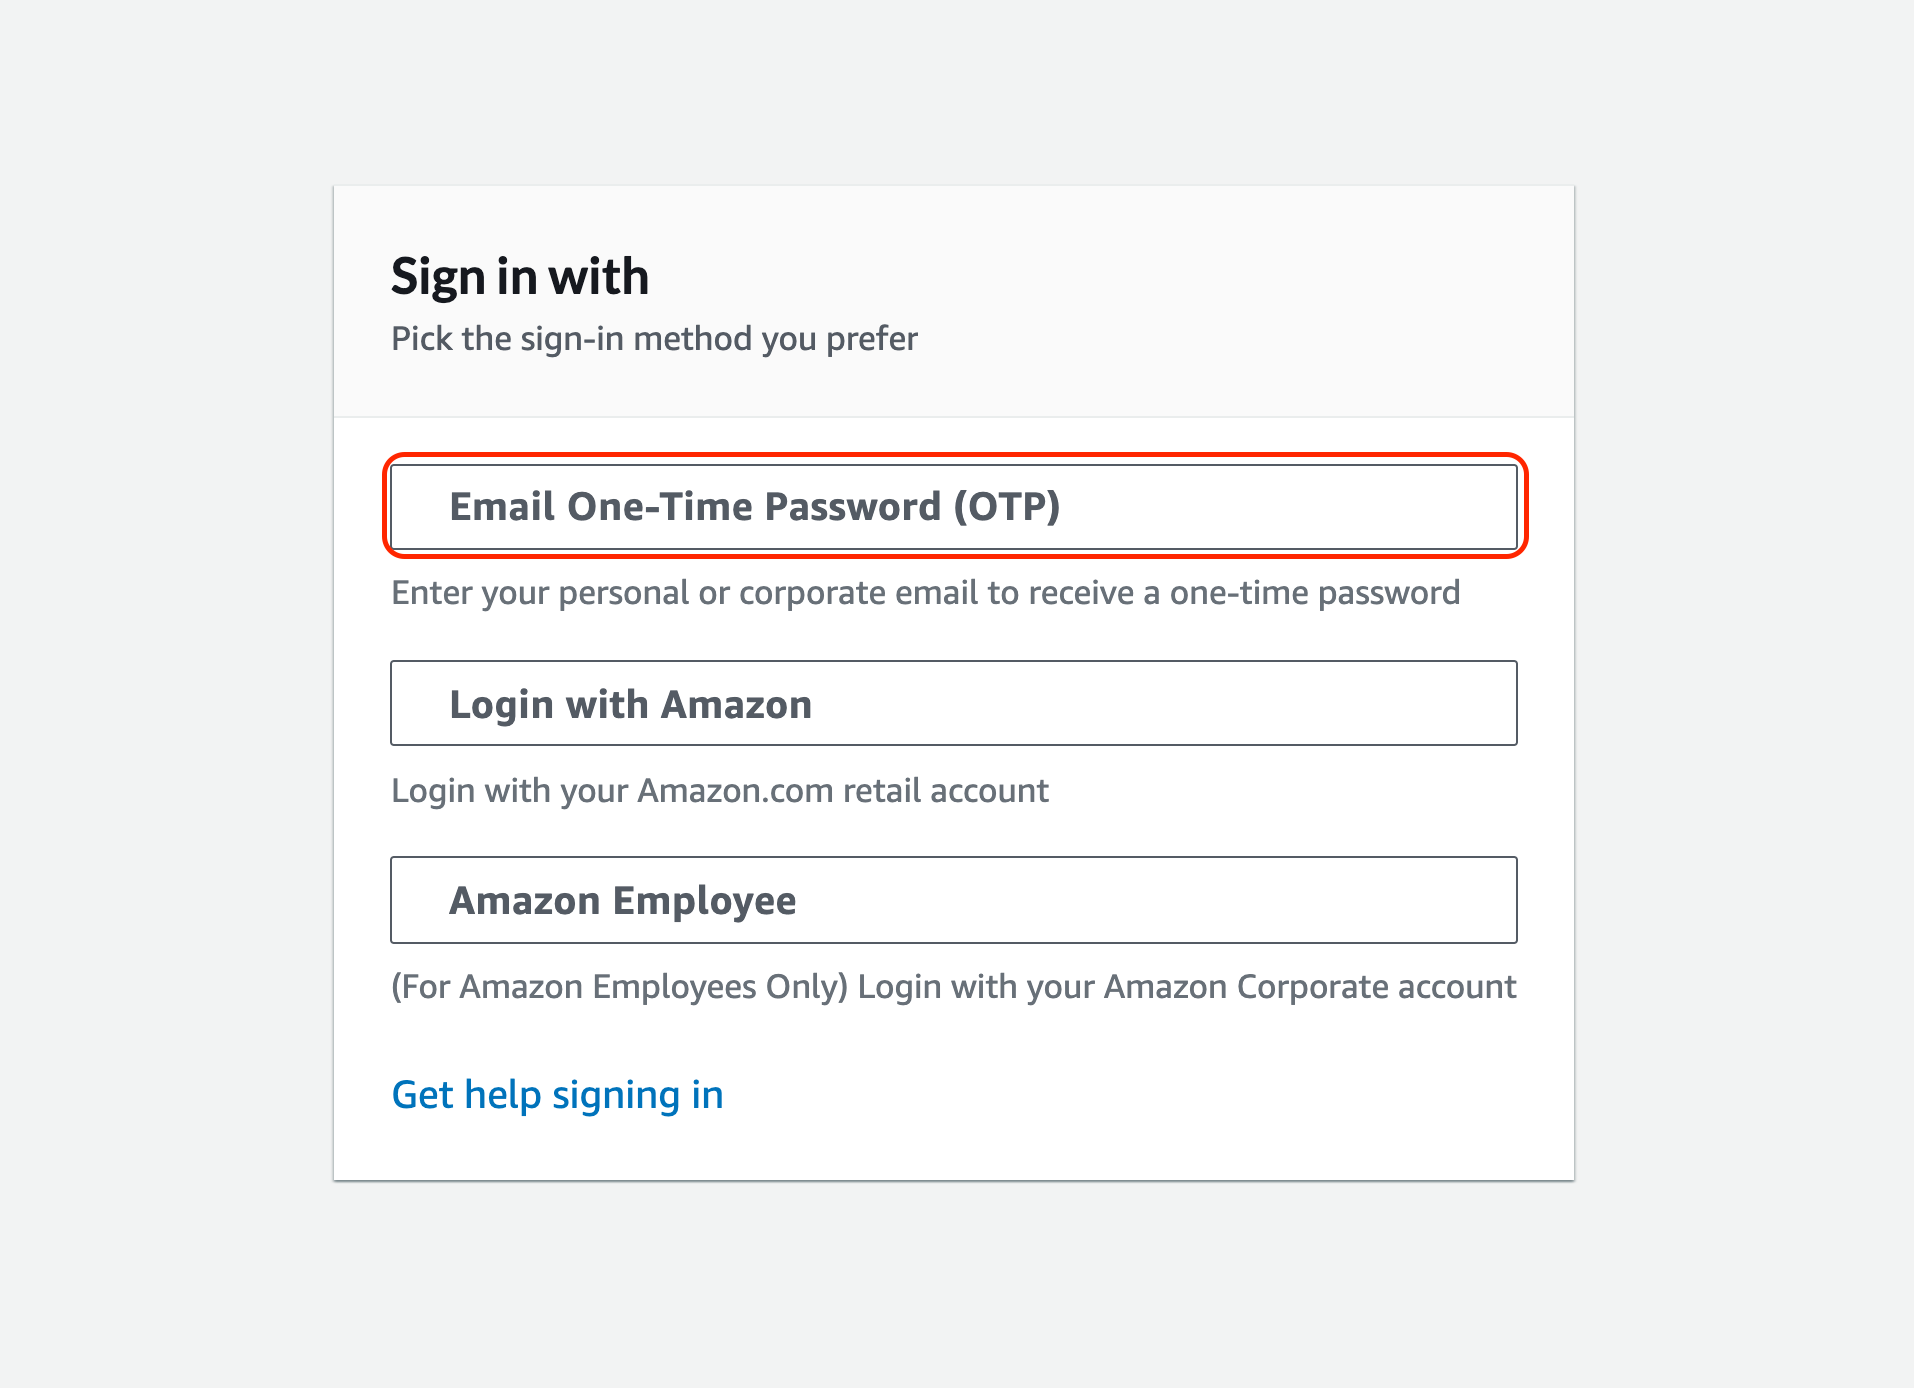 Sign in with
Pick the sign-in method you prefer
Email One-Time Password (OTP)
Enter your personal or corporate email to receive a one-time password
Login with Amazon
Login with your Amazon.com retail account
Amazon Employee
(For Amazon Employees Only) Login with your Amazon Corporate account
Get help signing in